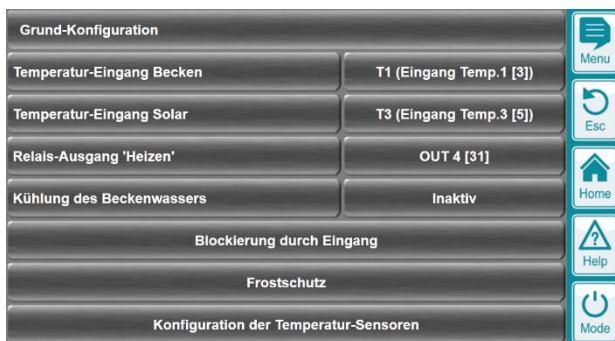 Grund-Konfiguration
Temperatur-Eingang Becken
T1 (Eingang Temp.1 [3])
Temperatur-Eingang Solar
T3 (Eingang Temp.3 [5])
Relais-Ausgang 'Heizen'
OUT 4 [31]
Kühlung des Beckenwassers
Inaktiv
Blockierung durch Eingang
Frostschutz
Konfiguration der Temperatur-Sensoren
Menu
Esc
Home
?
Help
Mode